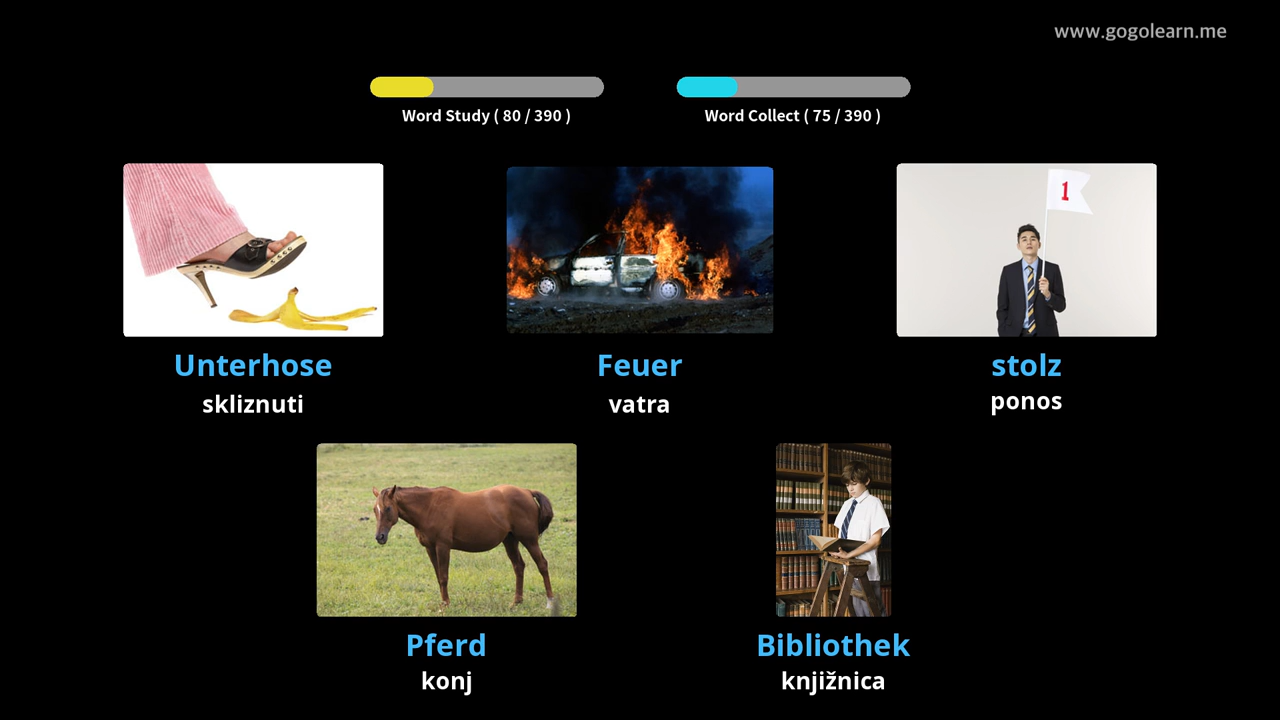 www.gogolearn.me
Word Study ( 80 / 390 )
Word Collect ( 75 / 390 )
1
Unterhose
skliznuti
Feuer
vatra
stolz
ponos
Pferd
konj
Bibliothek
knjižnica